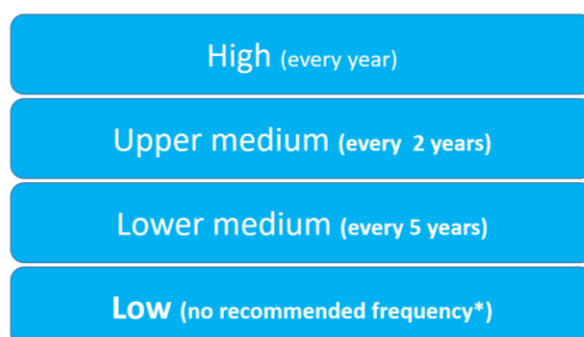 High (every year)
Upper medium (every 2 years)
Lower medium (every 5 years)
Low (no recommended frequency*)